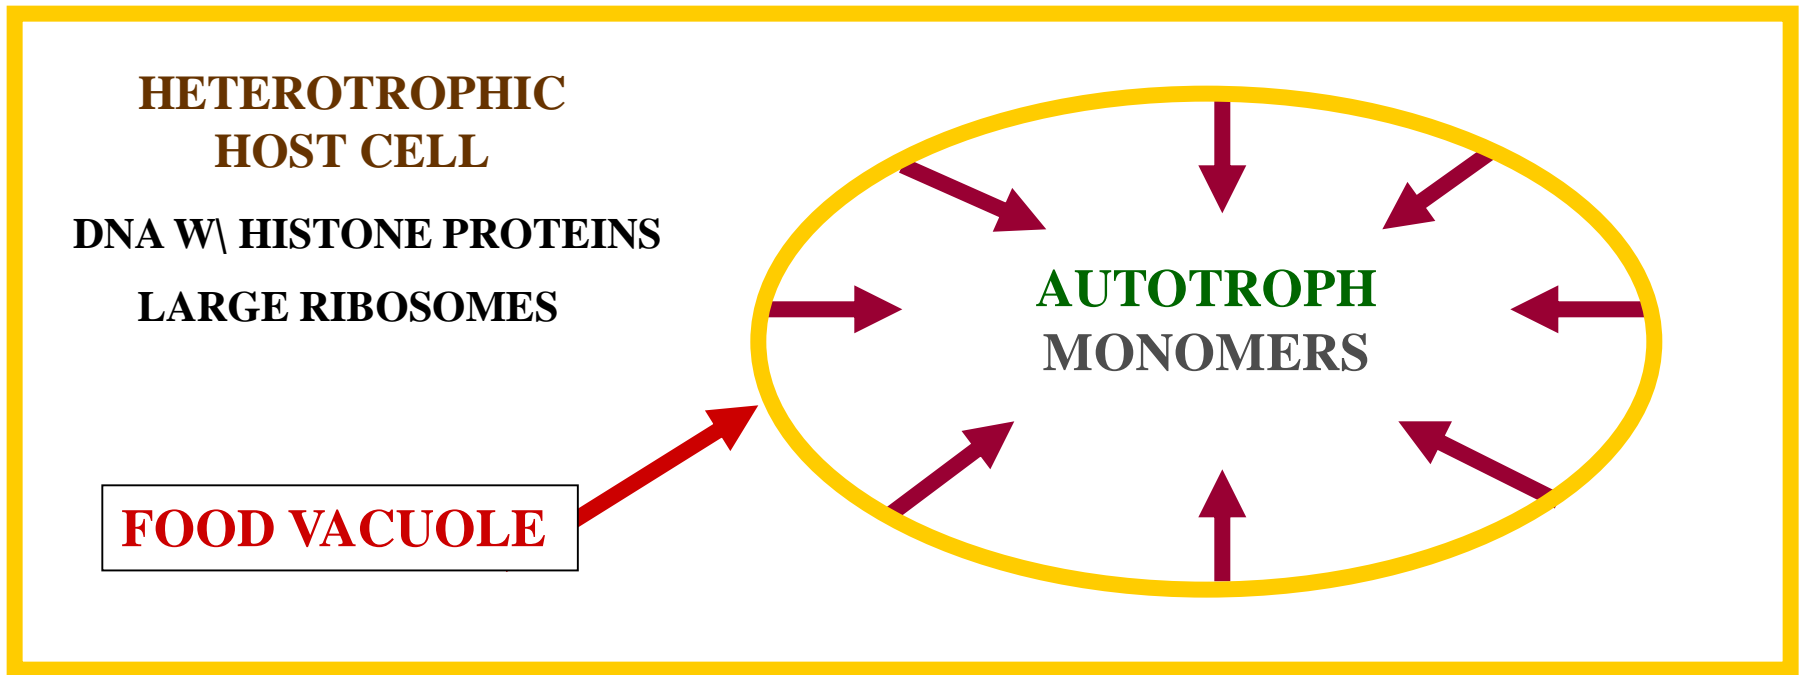 HETEROTROPHIC
HOST CELL
DNA W\ HISTONE PROTEINS
LARGE RIBOSOMES
AUTOTROPH
MONOMERS
FOOD VACUOLE